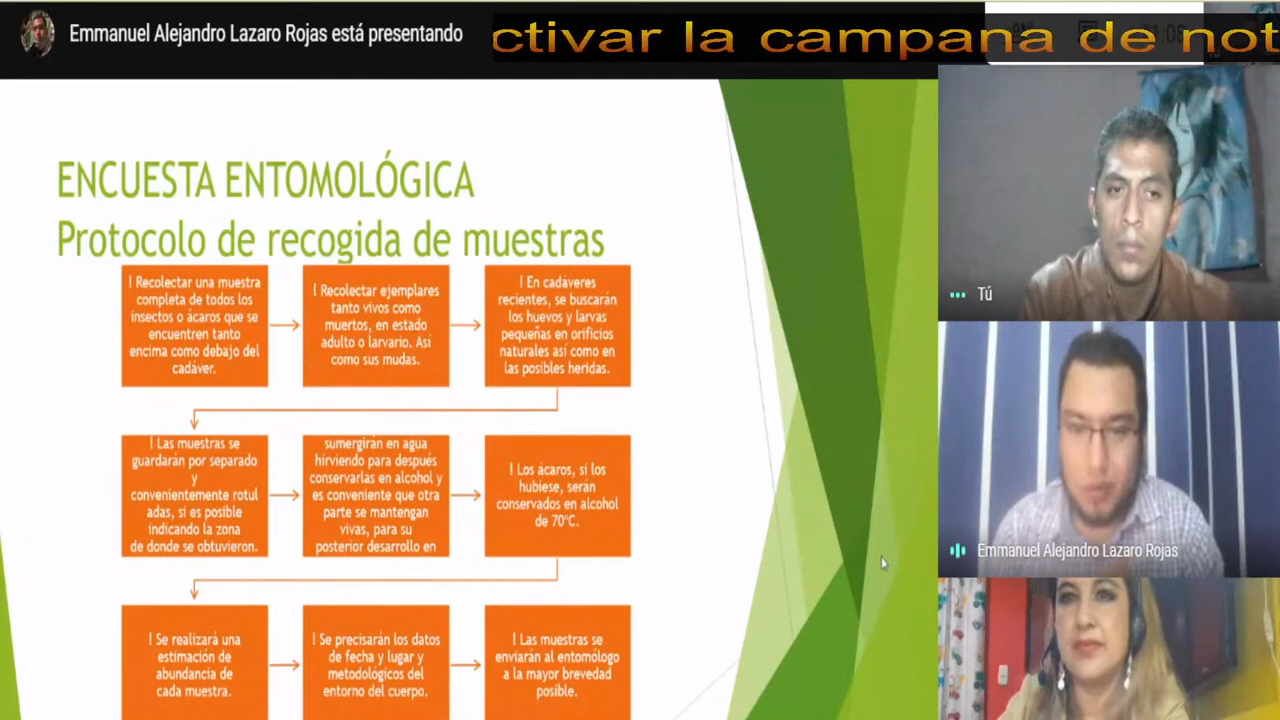 Emmanuel Alejandro Lazaro Rojas está presentando
ctivar la campana de not
ENCUESTA ENTOMOLÓGICA
Protocolo de recogida de muestras
! Recolectar una muestra
completa de todos los
insectos o ácaros que se
encuentren tanto
encima como debajo del
cadáver.
! Recolectar ejemplares
tanto vivos como
muertos, en estado
adulto o larvario. Así
como sus mudas.
! En cadáveres
recientes, se buscarán
los huevos y larvas
pequeñas en orificios
naturales así como en
las posibles heridas.
! Las muestras se
guardarán por separado
y
convenientemente rotul
adas, si es posible
indicando la zona
de donde se obtuvieron.
sumergirán en agua
hirviendo para después
conservarlas en alcohol y
es conveniente que otra
parte se mantengan
vivas, para su
posterior desarrollo en
! Los ácaros, si los
hubiese, serán
conservados en alcohol
de 70°C.
! Se realizará una
estimación de
abundancia de
cada muestra.
! Se precisarán los datos
de fecha y lugar y
metodológicos del
entorno del cuerpo.
! Las muestras se
enviarán al entomólogo
a la mayor brevedad
posible.
Tú
Emmanuel Alejandro Lazaro Rojas